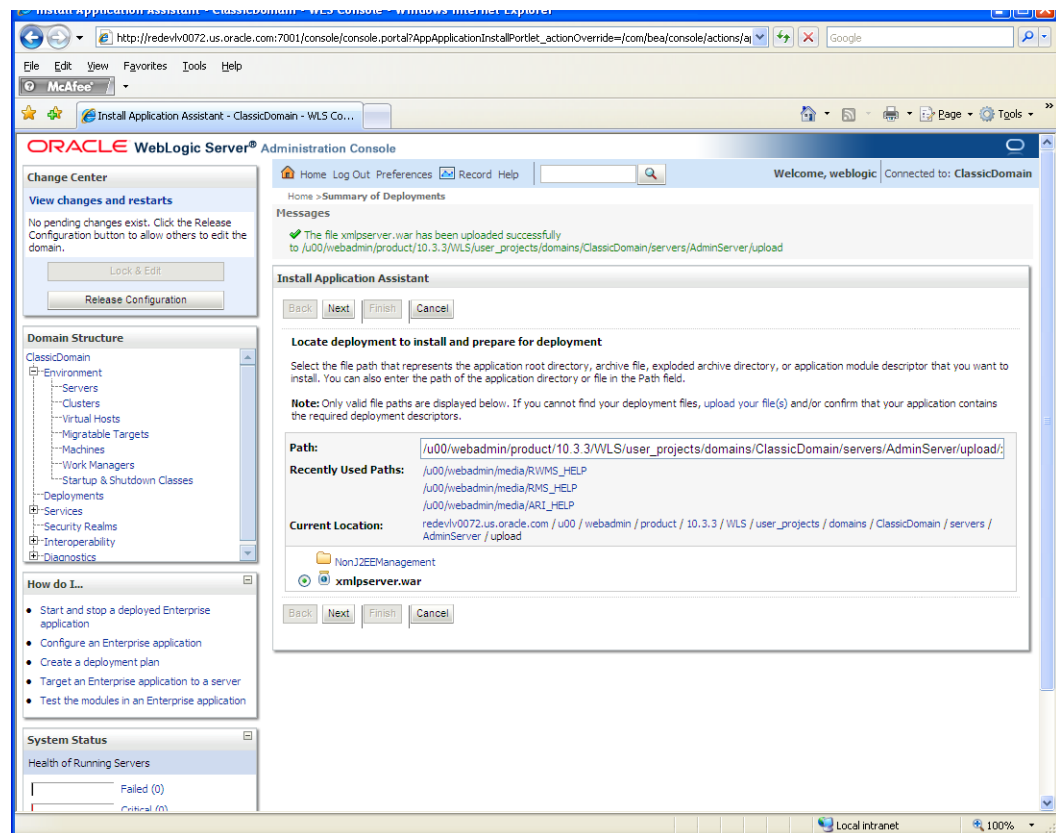 Install Application Assistant - ClassicDomain - WLS Console - Windows Internet Explorer
http://redevlv0072.us.oracle.com:7001/console/console.portal?AppApplicationInstallPortlet_actionOverride=/com/bea/console/actions/a
Google
File Edit View Favorites Tools Help
McAfee
Install Application Assistant - ClassicDomain - WLS Co...
Page Tools
ORACLE WebLogic Server® Administration Console
Change Center
View changes and restarts
No pending changes exist. Click the Release
Configuration button to allow others to edit the
domain.
Lock & Edit
Release Configuration
Domain Structure
ClassicDomain
Environment
Servers
Clusters
Virtual Hosts
Migratable Targets
Machines
Work Managers
Startup & Shutdown Classes
Deployments
Services
Security Realms
Interoperability
Diagnostics
How do I...
Start and stop a deployed Enterprise
application
Configure an Enterprise application
Create a deployment plan
Target an Enterprise application to a server
Test the modules in an Enterprise application
System Status
Health of Running Servers
Failed (0)
Critical (0)
Home Log Out Preferences Record Help
Welcome, weblogic Connected to: ClassicDomain
Home >Summary of Deployments
Messages
The file xmlpserver.war has been uploaded successfully
to /u00/webadmin/product/10.3.3/WLS/user_projects/domains/ClassicDomain/servers/AdminServer/upload
Install Application Assistant
Back Next Finish Cancel
Locate deployment to install and prepare for deployment
Select the file path that represents the application root directory, archive file, exploded archive directory, or application module descriptor that you want to
install. You can also enter the path of the application directory or file in the Path field.
Note: Only valid file paths are displayed below. If you cannot find your deployment files, upload your file(s) and/or confirm that your application contains
the required deployment descriptors.
Path: /u00/webadmin/product/10.3.3/WLS/user_projects/domains/ClassicDomain/servers/AdminServer/upload/
Recently Used Paths: /u00/webadmin/media/RWMS_HELP
/u00/webadmin/media/RMS_HELP
/u00/webadmin/media/ARI_HELP
Current Location: redevlv0072.us.oracle.com / u00 / webadmin / product / 10.3.3 / WLS / user_projects / domains / ClassicDomain / servers /
AdminServer / upload
NonJ2EEManagement
xmlpserver.war
Back Next Finish Cancel
Local intranet
100%